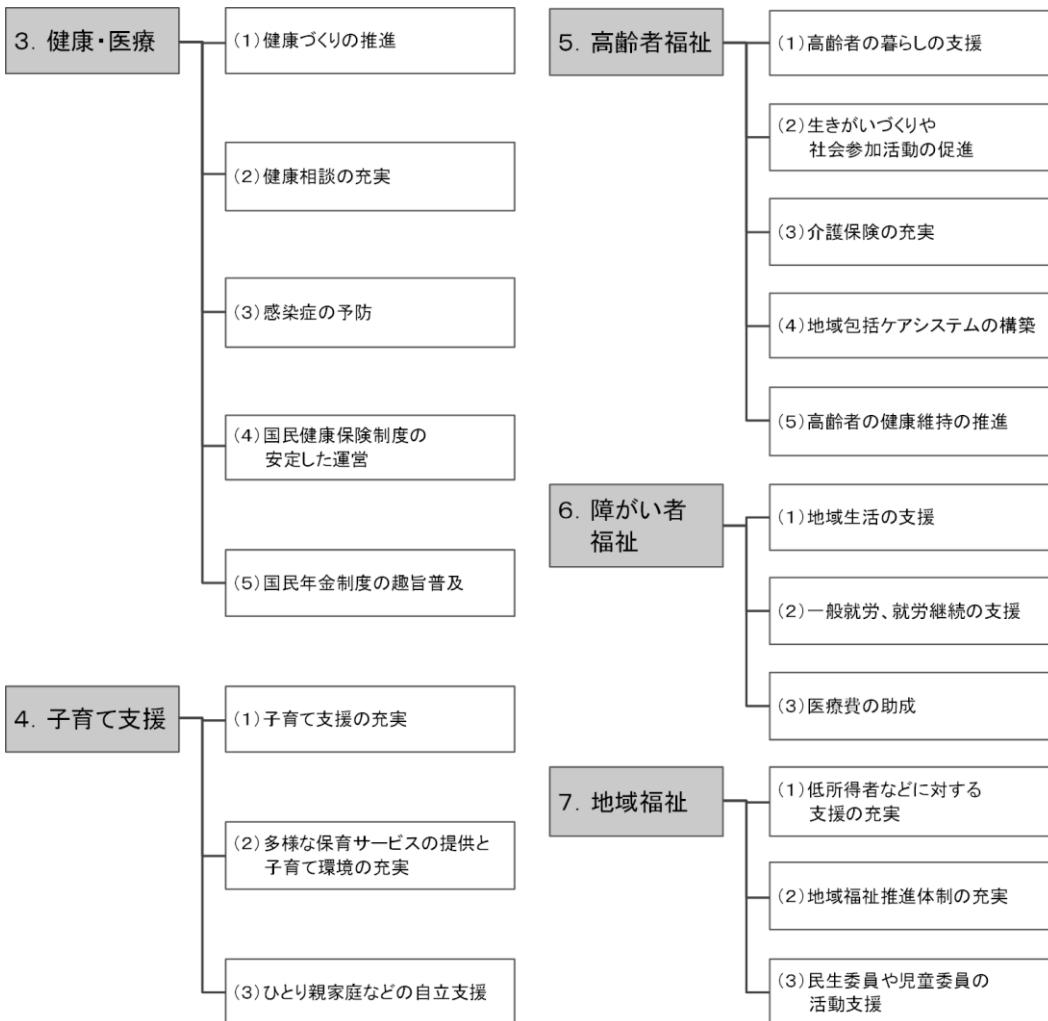 3. 健康・医療
(1)健康づくりの推進
(2)健康相談の充実
(3)感染症の予防
(4)国民健康保険制度の
安定した運営
(5)国民年金制度の趣旨普及
4. 子育て支援
(1)子育て支援の充実
(2)多様な保育サービスの提供と
子育て環境の充実
(3)ひとり親家庭などの自立支援
5. 高齢者福祉
(1)高齢者の暮らしの支援
(2)生きがいづくりや
社会参加活動の促進
(3)介護保険の充実
(4)地域包括ケアシステムの構築
(5)高齢者の健康維持の推進
6. 障がい者
福祉
(1)地域生活の支援
(2)一般就労、就労継続の支援
(3)医療費の助成
7. 地域福祉
(1)低所得者などに対する
支援の充実
(2)地域福祉推進体制の充実
(3)民生委員や児童委員の
活動支援